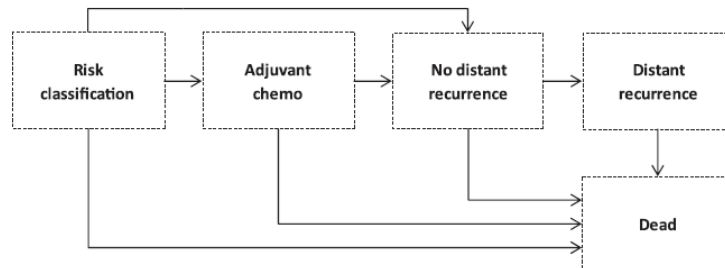 Risk
classification
Adjuvant
chemo
No distant
recurrence
Distant
recurrence
Dead